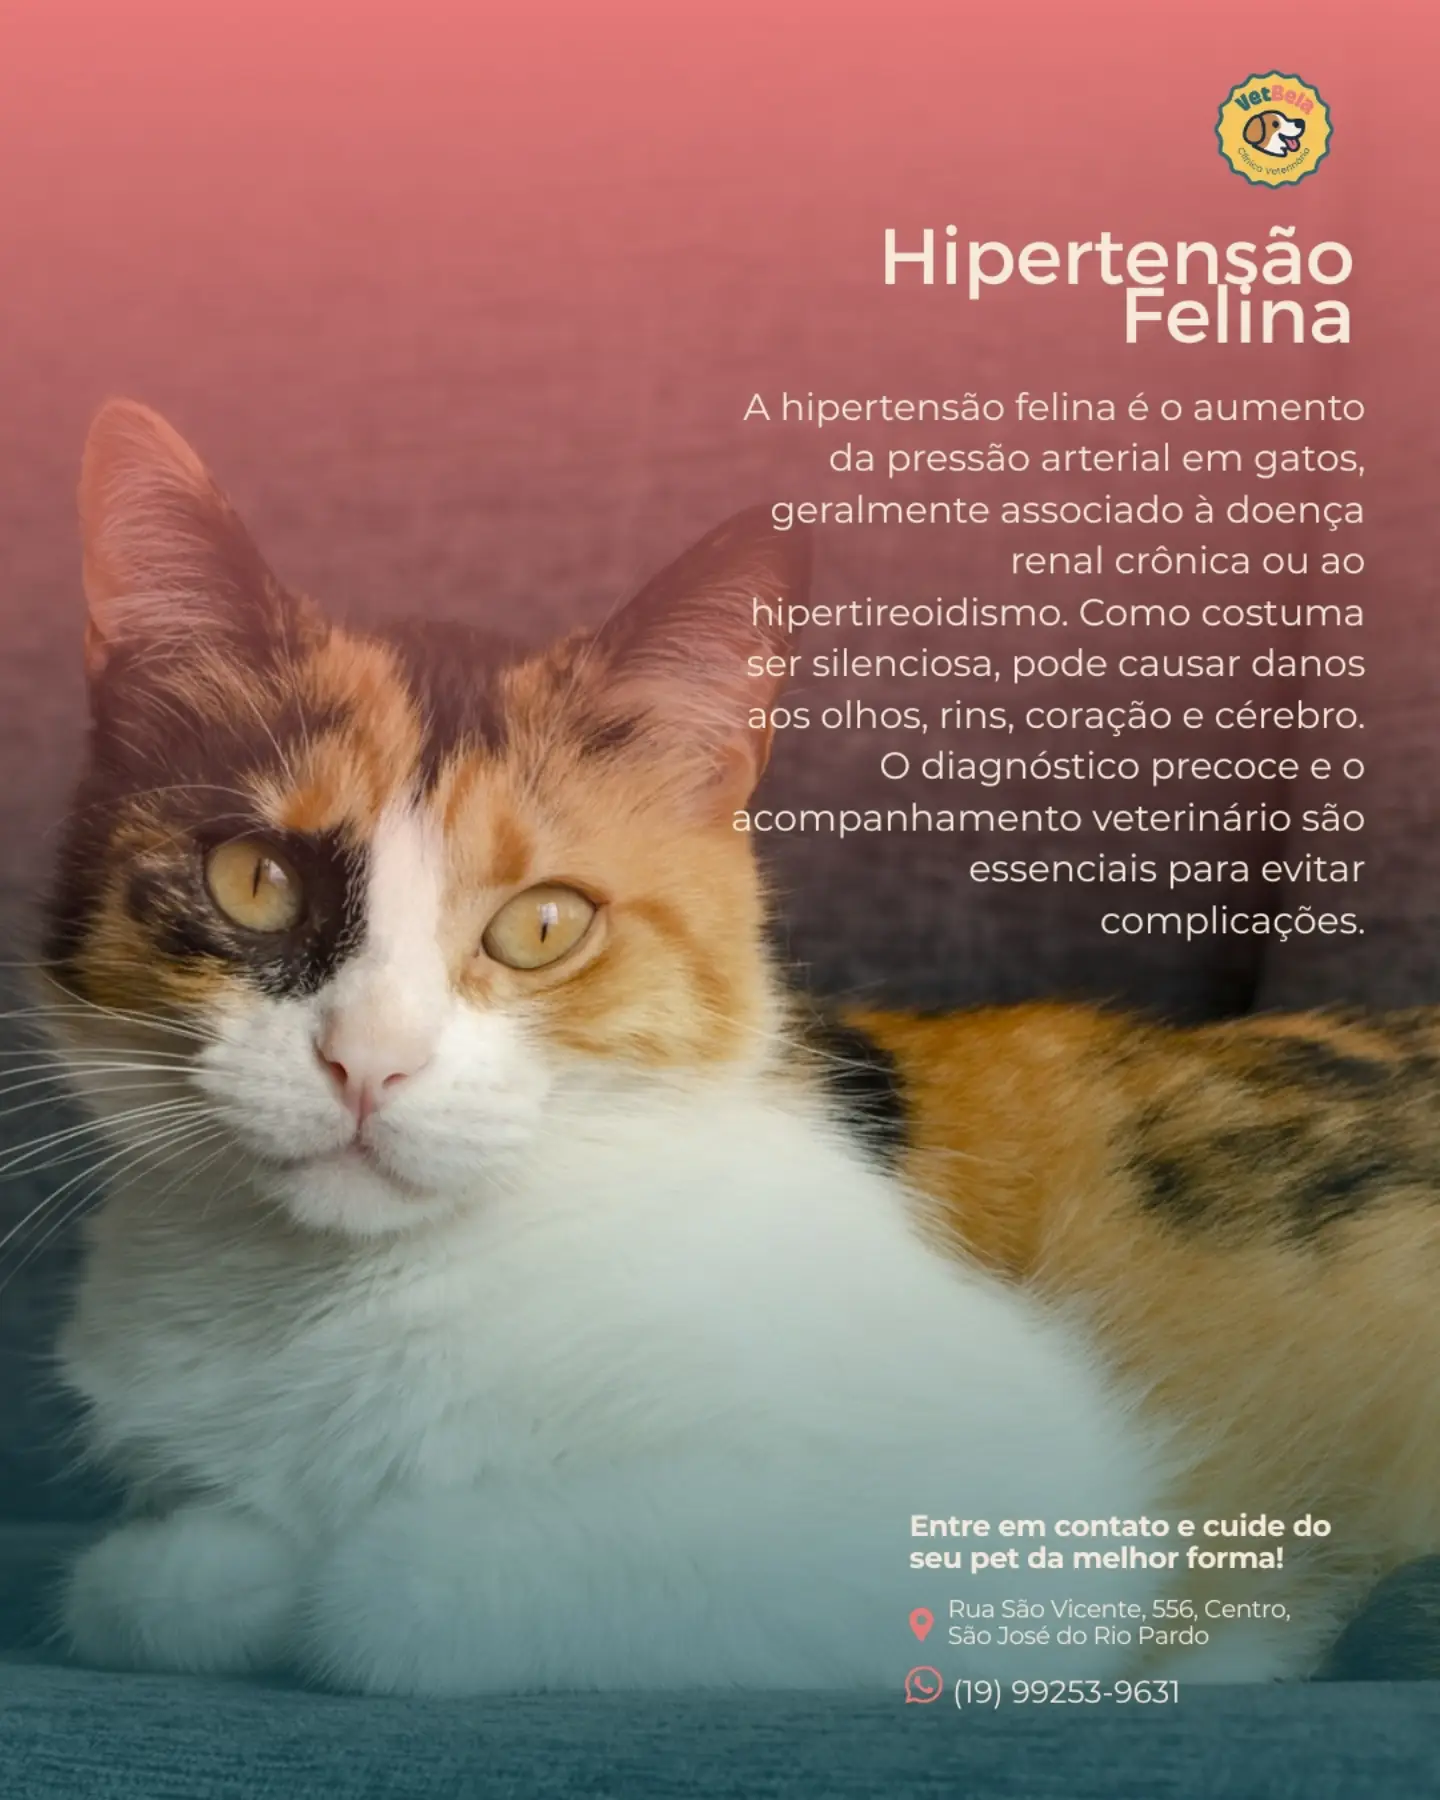 VetBela
Clínica Veterinária
Hipertensão
Felina
A hipertensão felina é o aumento
da pressão arterial em gatos,
geralmente associado à doença
renal crônica ou ao
hipertireoidismo. Como costuma
ser silenciosa, pode causar danos
aos olhos, rins, coração e cérebro.
O diagnóstico precoce e o
acompanhamento veterinário são
essenciais para evitar
complicações.
Entre em contato e cuide do
seu pet da melhor forma!
Rua São Vicente, 556, Centro,
São José do Rio Pardo
(19) 99253-9631